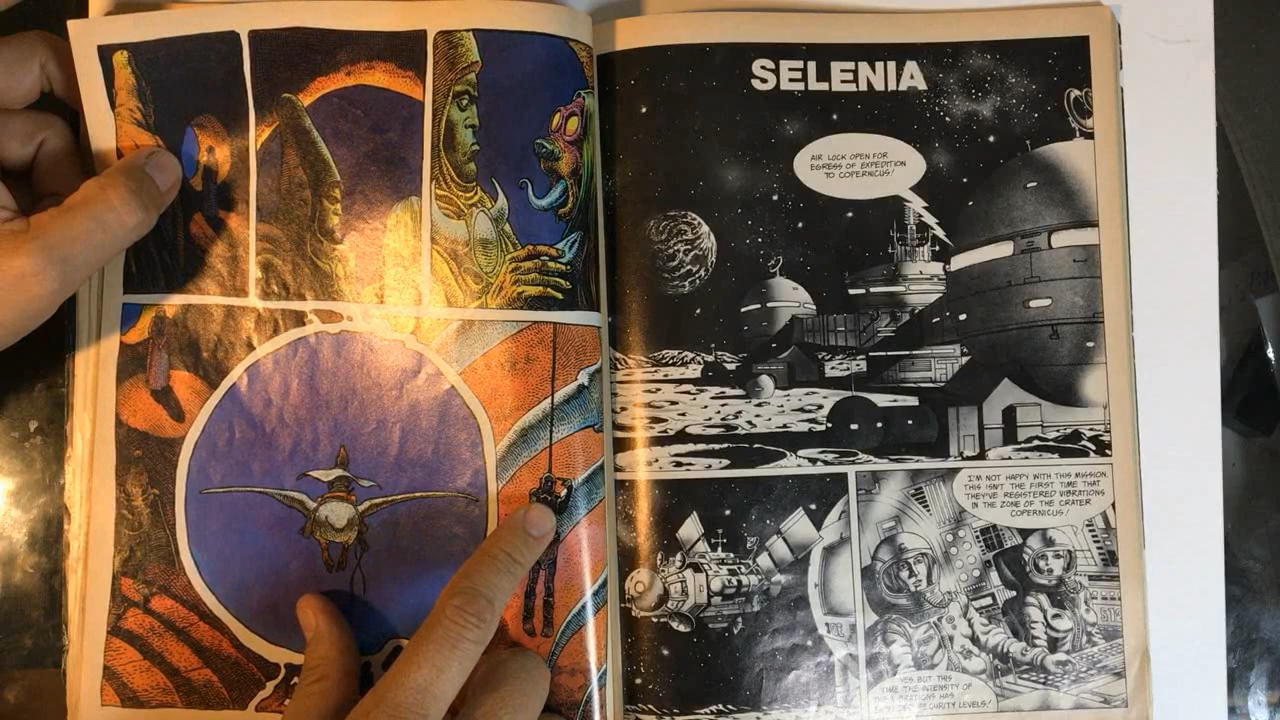 SELENIA
AIR LOCK OPEN FOR
EGRESS OF EXPEDITION
TO COPERNICUS!
I'M NOT HAPPY WITH THIS MISSION.
THIS ISN'T THE FIRST TIME THAT
THEY'VE REGISTERED VIBRATIONS
IN THE ZONE OF THE CRATER
COPERNICUS!
YES, BUT THIS
TIME THE INTENSITY OF
VIBRATIONS HAS
SECURITY LEVELS!